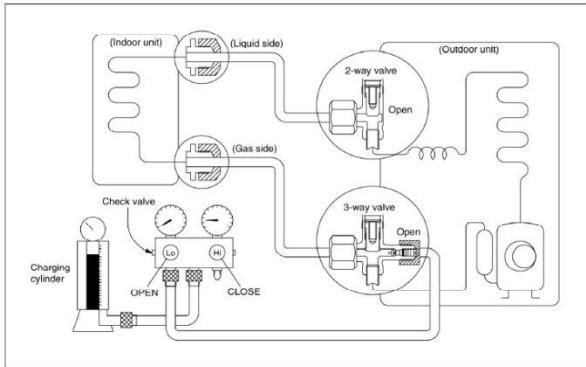 (Indoor unit)
(Liquid side)
(Outdoor unit)
2-way valve
Open
(Gas side)
3-way valve
Open
Check valve
Lo
Hi
OPEN
CLOSE
Charging
cylinder